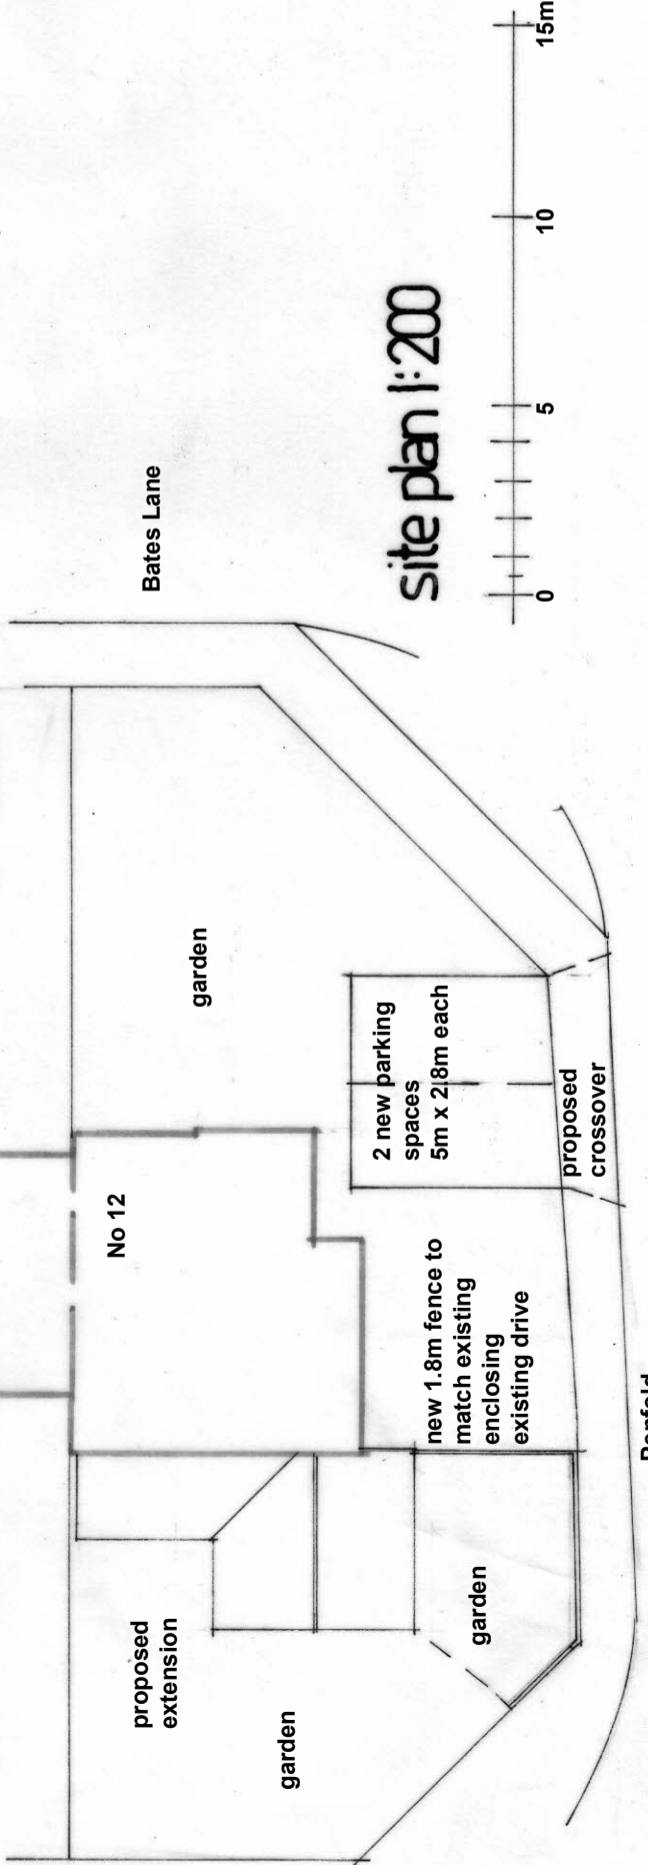 Bates Lane
site plan 1:200
0
5
10
15m
garden
No 12
2 new parking
spaces
5m x 2.8m each
proposed
crossover
new 1.8m fence to
match existing
enclosing
existing drive
proposed
extension
garden
garden